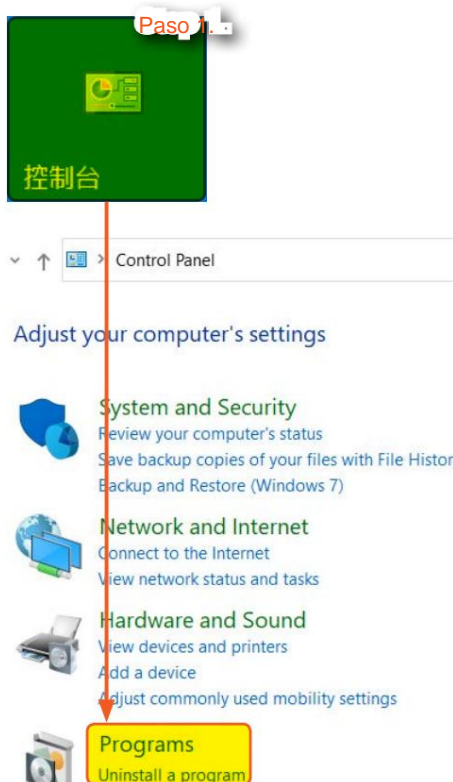 Paso 1.
控制台
Control Panel
Adjust your computer's settings
System and Security
Review your computer's status
Save backup copies of your files with File Histor
Backup and Restore (Windows 7)
Network and Internet
Connect to the Internet
View network status and tasks
Hardware and Sound
View devices and printers
Add a device
Adjust commonly used mobility settings
Programs
Uninstall a program